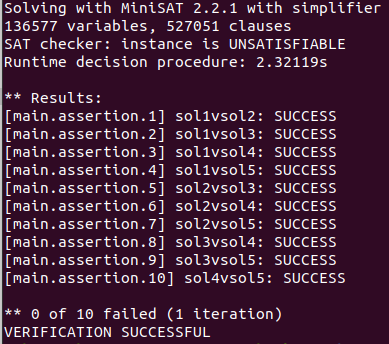 Solving with MiniSAT 2.2.1 with simplifier
136577 variables, 527051 clauses
SAT checker: instance is UNSATISFIABLE
Runtime decision procedure: 2.32119s
** Results:
[main.assertion.1] sol1vsol2: SUCCESS
[main.assertion.2] sol1vsol3: SUCCESS
[main.assertion.3] sol1vsol4: SUCCESS
[main.assertion.4] sol1vsol5: SUCCESS
[main.assertion.5] sol2vsol3: SUCCESS
[main.assertion.6] sol2vsol4: SUCCESS
[main.assertion.7] sol2vsol5: SUCCESS
[main.assertion.8] sol3vsol4: SUCCESS
[main.assertion.9] sol3vsol5: SUCCESS
[main.assertion.10] sol4vsol5: SUCCESS
** 0 of 10 failed (1 iteration)
VERIFICATION SUCCESSFUL